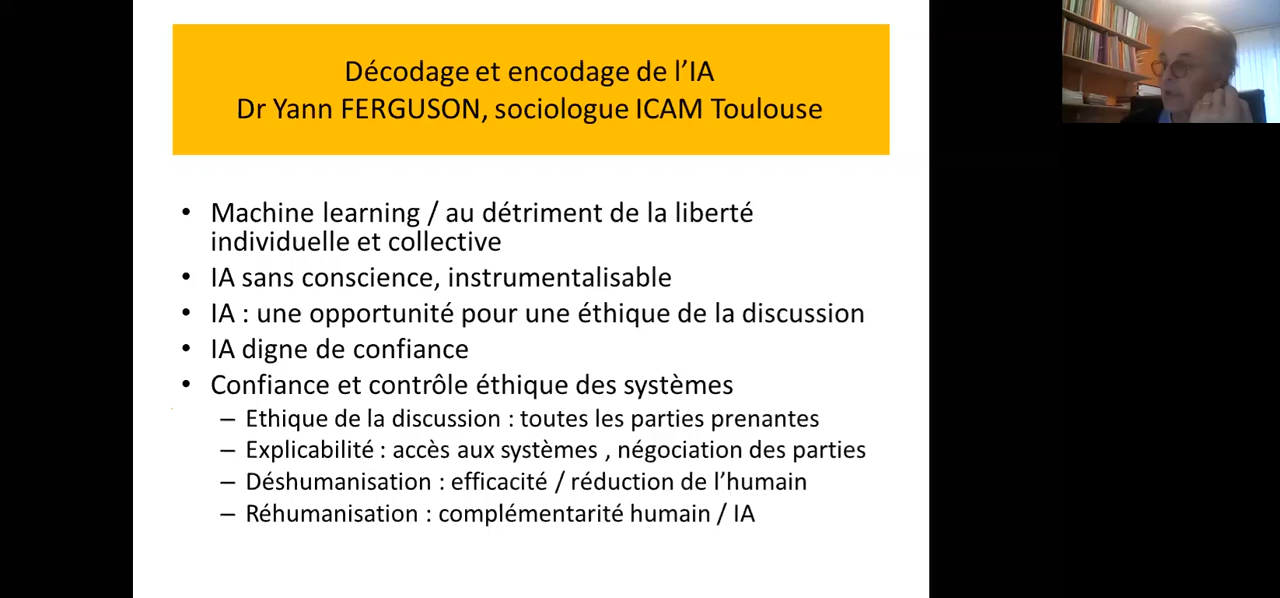 Décodage et encodage de l’IA
Dr Yann FERGUSON, sociologue ICAM Toulouse
• Machine learning / au détriment de la liberté
individuelle et collective
• IA sans conscience, instrumentalisable
• IA : une opportunité pour une éthique de la discussion
• IA digne de confiance
• Confiance et contrôle éthique des systèmes
– Ethique de la discussion : toutes les parties prenantes
– Explicabilité : accès aux systèmes , négociation des parties
– Déshumanisation : efficacité / réduction de l’humain
– Réhumanisation : complémentarité humain / IA